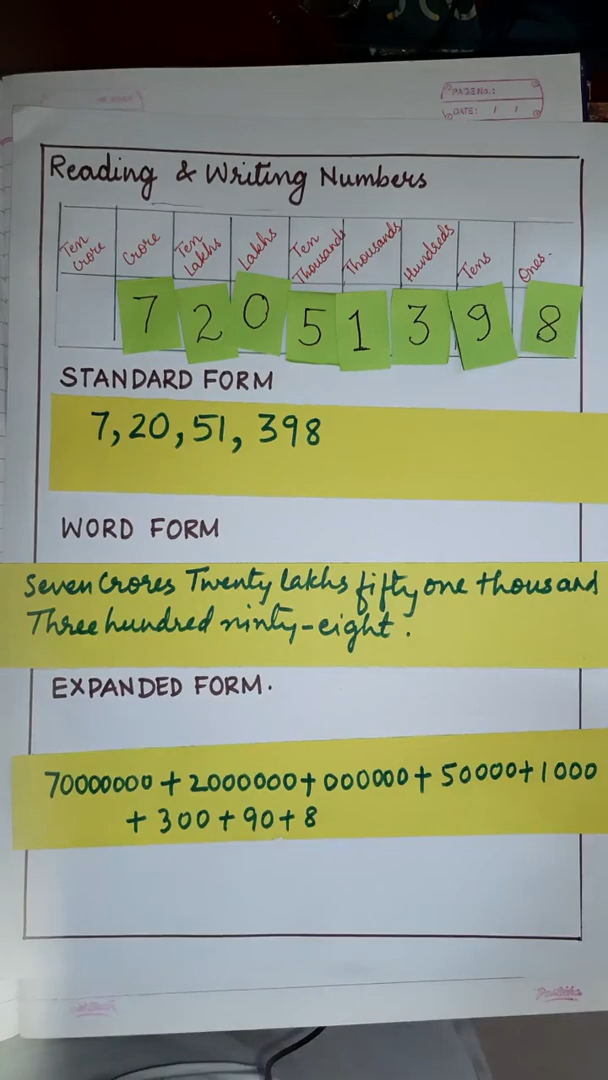 PAGE No.:
DATE: / /
Reading & Writing Numbers
Ten Crore Crore Ten Lakhs Lakhs Ten Thousands Thousands Hundreds Tens Ones.
7 2 0 5 1 3 9 8
STANDARD FORM
7,20,51,398
WORD FORM
Seven Crores Twenty lakhs fifty one thousand
Three hundred ninty-eight.
EXPANDED FORM.
70000000 + 2000000 + 000000 + 50000 + 1000
+ 300 + 90 + 8